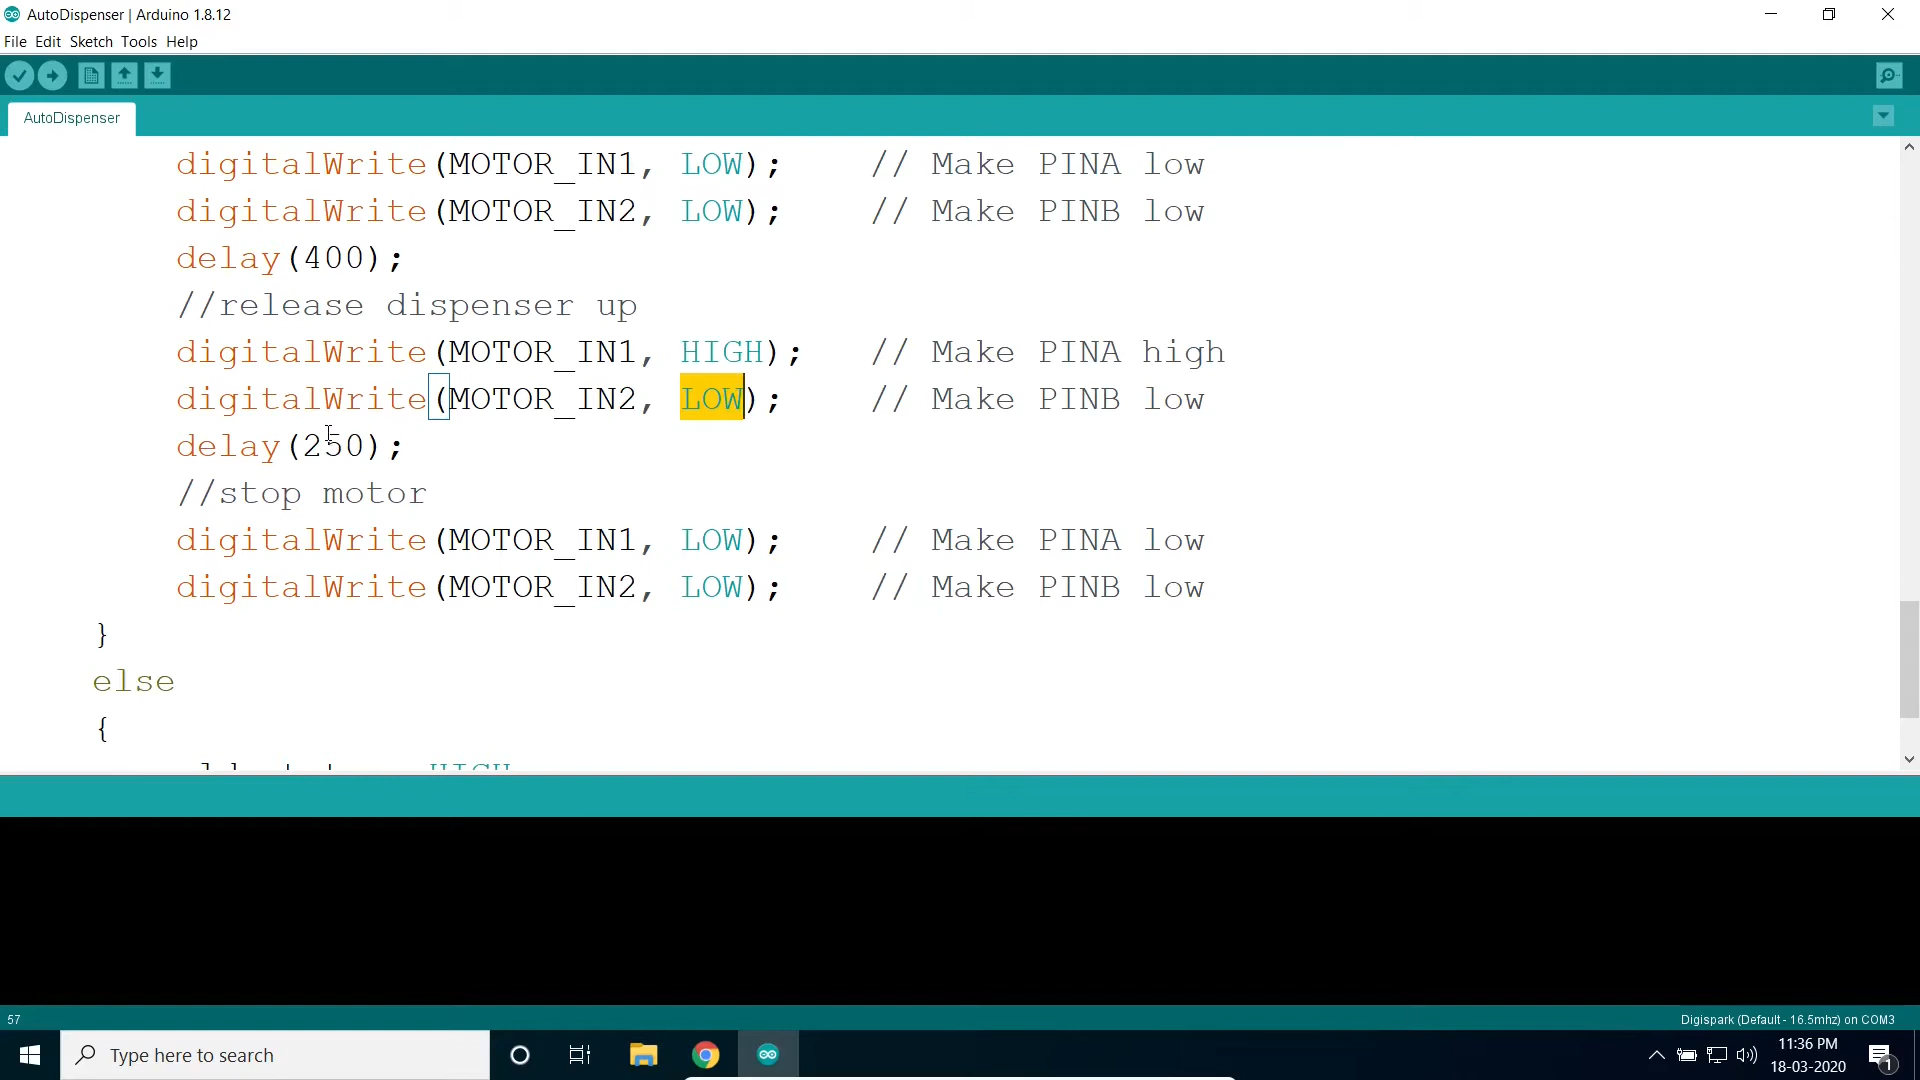 AutoDispenser | Arduino 1.8.12
File Edit Sketch Tools Help
AutoDispenser
digitalWrite(MOTOR_IN1, LOW);    // Make PINA low
digitalWrite(MOTOR_IN2, LOW);    // Make PINB low
delay(400);
//release dispenser up
digitalWrite(MOTOR_IN1, HIGH);   // Make PINA high
digitalWrite(MOTOR_IN2, LOW);    // Make PINB low
delay(250);
//stop motor
digitalWrite(MOTOR_IN1, LOW);    // Make PINA low
digitalWrite(MOTOR_IN2, LOW);    // Make PINB low
}
else
{
HIGH
57
Digispark (Default - 16.5mhz) on COM3
Type here to search
11:36 PM
18-03-2020
1